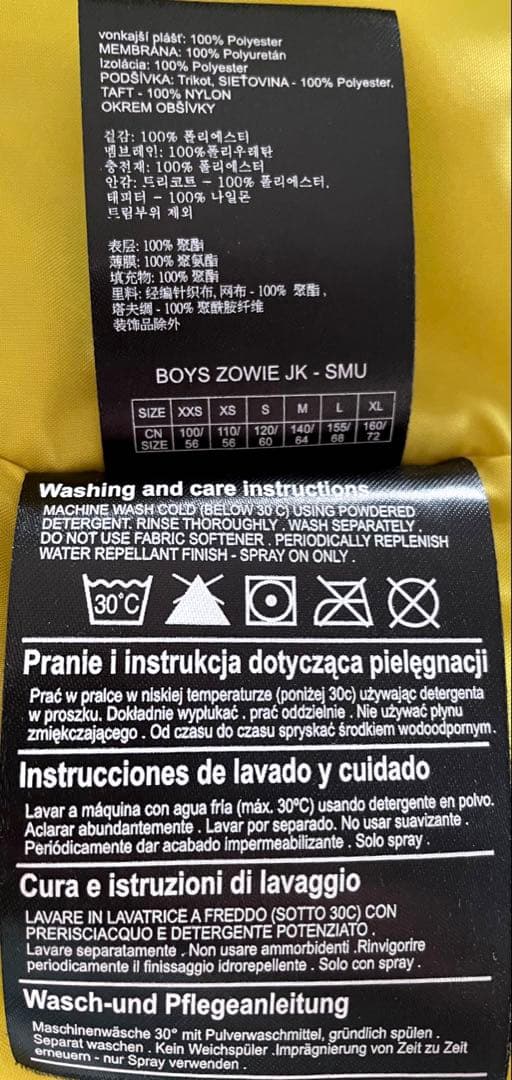 vonkajší plášť: 100% Polyester
MEMBRÁNA: 100% Polyuretán
Izolácia: 100% Polyester
PODŠÍVKA: Trikot, SIEŤOVINA - 100% Polyester.
TAFT - 100% NYLON
OKREM OBŠÍVKY
겉감: 100% 폴리에스터
멤브레인: 100%폴리우레탄
충전재: 100% 폴리에스터
안감: 드리코트 - 100% 폴리에스터,
태피터 - 100% 나일몬
트림부위 제외
表层: 100% 聚酯
薄膜: 100% 聚氨酯
填充物: 100% 聚酯
里料: 经编针织布, 网布 - 100% 聚酯,
塔夫绸 - 100% 聚酰胺纤维
装饰品除外
BOYS ZOWIE JK - SMU
SIZE XXS XS S M L XL
CN SIZE 100/56 110/56 120/60 140/64 155/68 160/72
Washing and care instructions
MACHINE WASH COLD (BELOW 30 C) USING POWDERED
DETERGENT. RINSE THOROUGHLY . WASH SEPARATELY .
DO NOT USE FABRIC SOFTENER . PERIODICALLY REPLENISH
WATER REPELLANT FINISH - SPRAY ON ONLY .
30°C
Pranie i instrukcja dotycząca pielęgnacji
Prać w pralce w niskiej temperaturze (poniżej 30c) używając detergenta
w proszku. Dokładnie wypłukać . prać oddzielnie . Nie używać płynu
zmiękczającego . Od czasu do czasu spryskać środkiem wodoodpornym.
Instrucciones de lavado y cuidado
Lavar a máquina con agua fria (máx. 30ºC) usando detergente en polvo.
Aclarar abundantemente . Lavar por separado. No usar suavizante .
Periódicamente dar acabado impermeabilizante . Solo spray .
Cura e istruzioni di lavaggio
LAVARE IN LAVATRICE A FREDDO (SOTTO 30C) CON
PRERISCIACQUO E DETERGENTE POTENZIATO .
Lavare separatamente . Non usare ammorbidenti .Rinvigorire
periodicamente il finissaggio idrorepellente . Solo con spray .
Wasch-und Pflegeanleitung
Maschinenwäsche 30° mit Pulverwaschmittel, gründlich spülen .
Separat waschen . Kein Weichspüler .Imprägnierung von Zeit zu Zeit
erneuern - nur Spray verwenden .